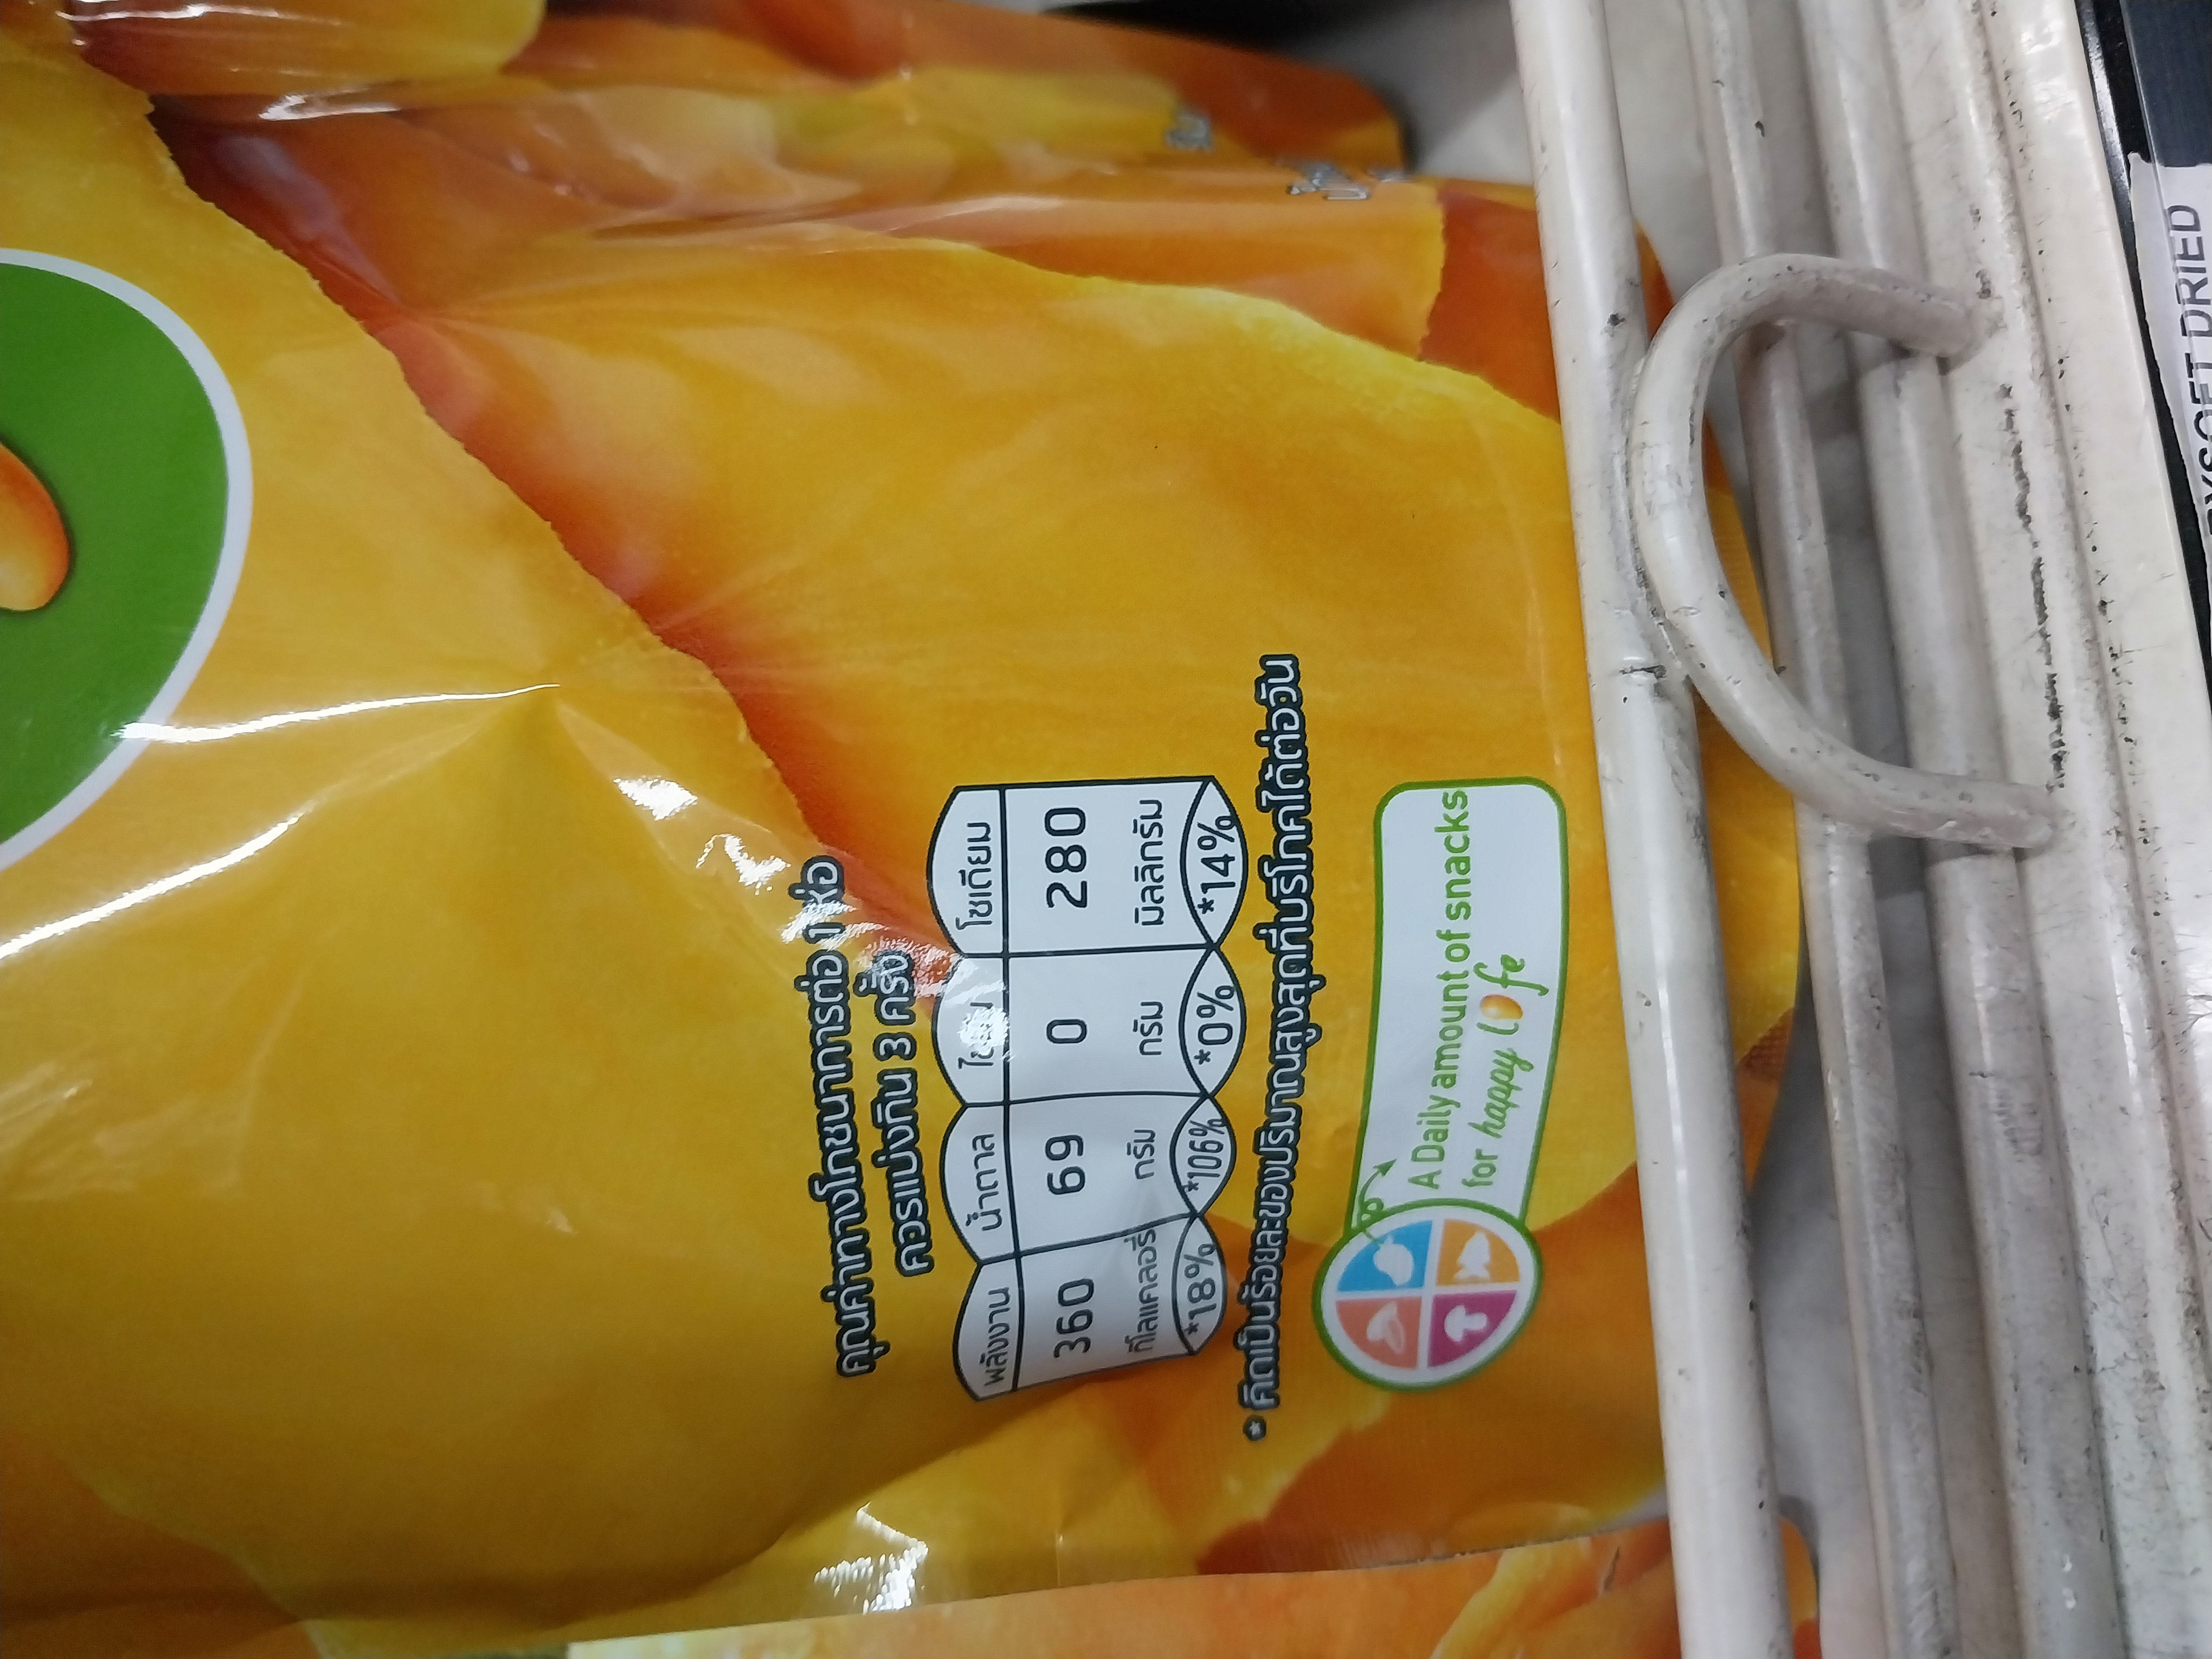 คุณค่าทางโภชนาการต่อ 1 ห่อ
ควรแบ่งกิน 3 ครั้ง
พลังงาน น้ำตาล ไขมัน โซเดียม
360 69 0 280
กิโลแคลอรี่ กรัม กรัม มิลลิกรัม
*18% *106% *0% *14%
* คิดเป็นร้อยละของปริมาณสูงสุดที่บริโภคได้ต่อวัน
A Daily amount of snacks
for happy life
DRIED